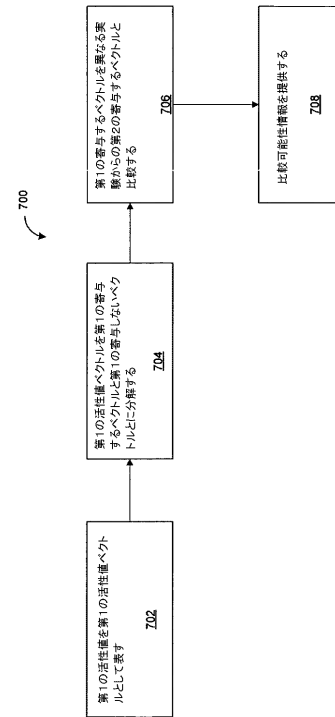 700
第1の活性値を第1の活性値ベクト
ルとして表す
702
第1の活性値ベクトルを第1の寄与
するベクトルと第1の寄与しないベク
トルとに分解する
704
第1の寄与するベクトルを異なる実
験からの第2の寄与するベクトルと
比較する
706
比較可能性情報を提供する
708